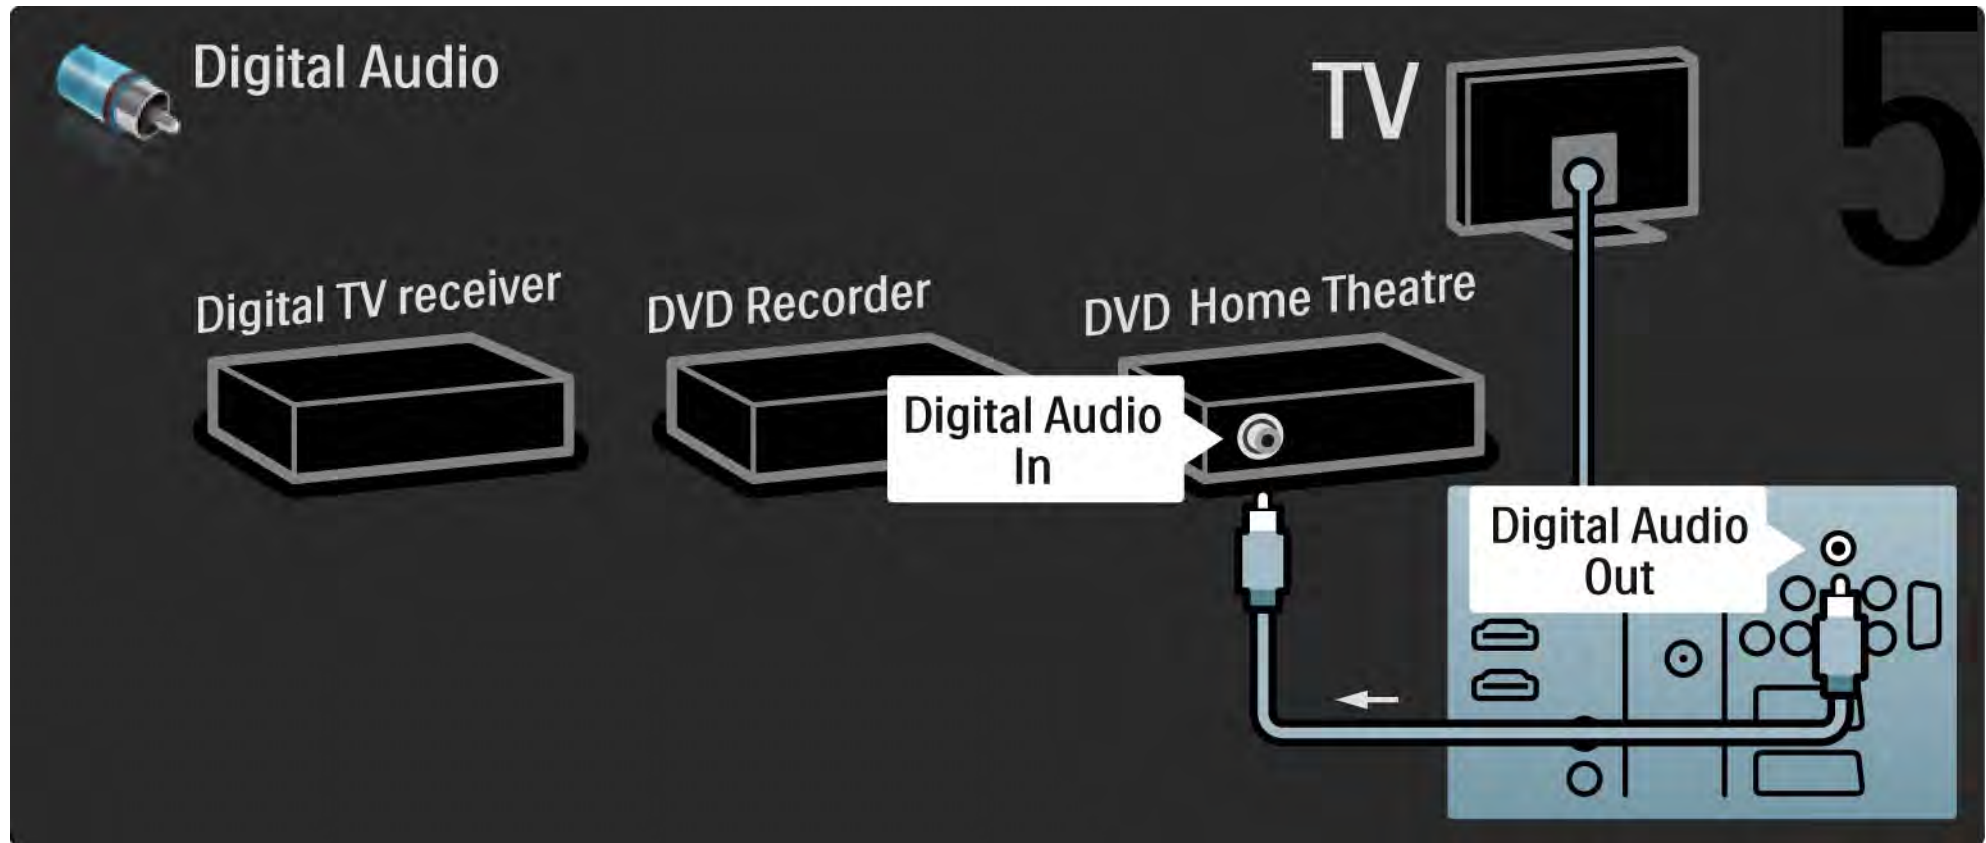 Digital Audio
TV
5
Digital TV receiver
DVD Recorder
DVD Home Theatre
Digital Audio
In
Digital Audio
Out